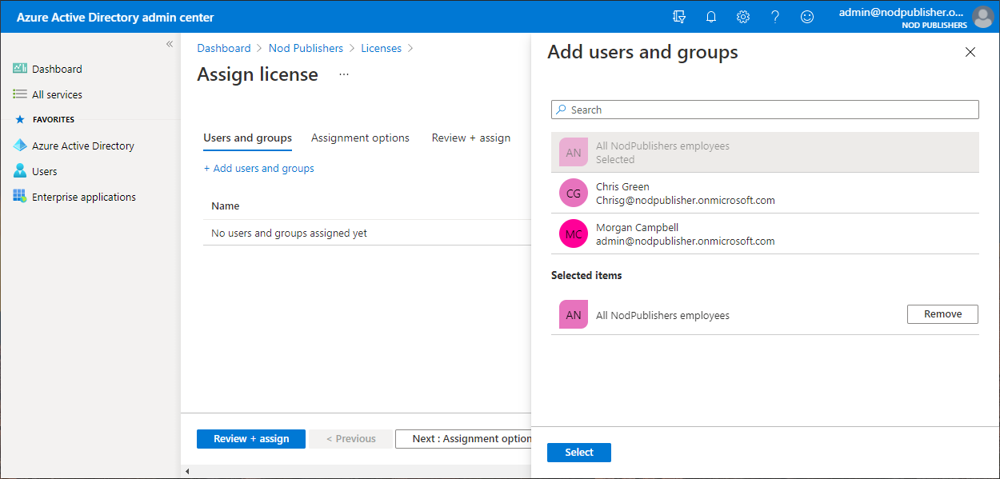 Azure Active Directory admin center
admin@nodpublisher.o...
NOD PUBLISHERS
Dashboard
All services
FAVORITES
Azure Active Directory
Users
Enterprise applications
Dashboard > Nod Publishers > Licenses >
Assign license ...
Users and groups Assignment options Review + assign
+ Add users and groups
Name
No users and groups assigned yet
Review + assign < Previous Next : Assignment option
Add users and groups
Search
AN
All NodPublishers employees
Selected
CG
Chris Green
Chrisg@nodpublisher.onmicrosoft.com
MC
Morgan Campbell
admin@nodpublisher.onmicrosoft.com
Selected items
AN All NodPublishers employees Remove
Select